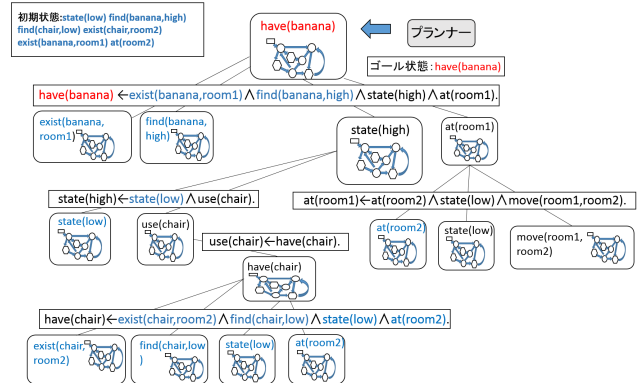 初期状態:state(low) find(banana,high)
find(chair,low) exist(chair,room2)
exist(banana,room1) at(room2)
have(banana)
プランナー
ゴール状態：have(banana)
have(banana) ←exist(banana,room1)∧find(banana,high)∧state(high)∧at(room1).
exist(banana,
room1)
find(banana,
high)
state(high)
at(room1)
state(high)←state(low)∧use(chair).
at(room1)←at(room2)∧state(low)∧move(room1,room2).
state(low)
use(chair)
at(room2)
state(low)
move(room1,
room2)
use(chair)←have(chair).
have(chair)
have(chair)←exist(chair,room2)∧find(chair,low)∧state(low)∧at(room2).
exist(chair,
room2)
find(chair,low
)
state(low)
at(room2)